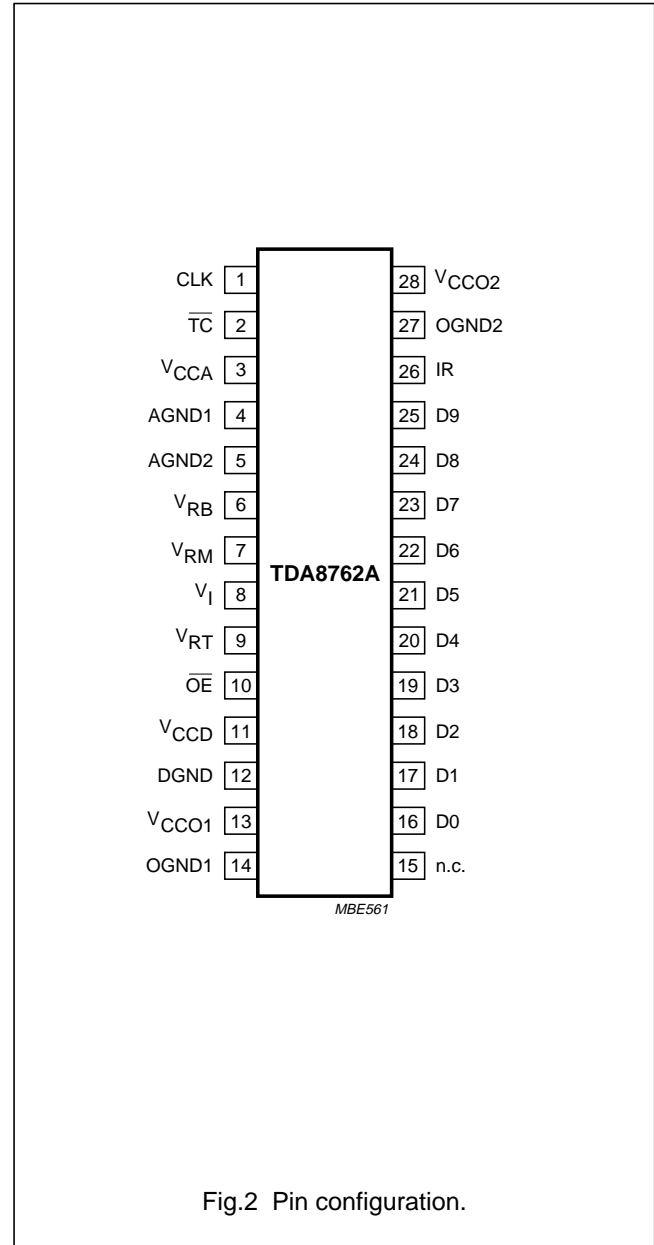 CLK 1 28 VCCO2
TC 2 27 OGND2
VCCA 3 26 IR
AGND1 4 25 D9
AGND2 5 24 D8
VRB 6 23 D7
VRM 7 22 D6
TDA8762A
VI 8 21 D5
VRT 9 20 D4
OE 10 19 D3
VCCD 11 18 D2
DGND 12 17 D1
VCCO1 13 16 D0
OGND1 14 15 n.c.
MBE561
Fig.2 Pin configuration.